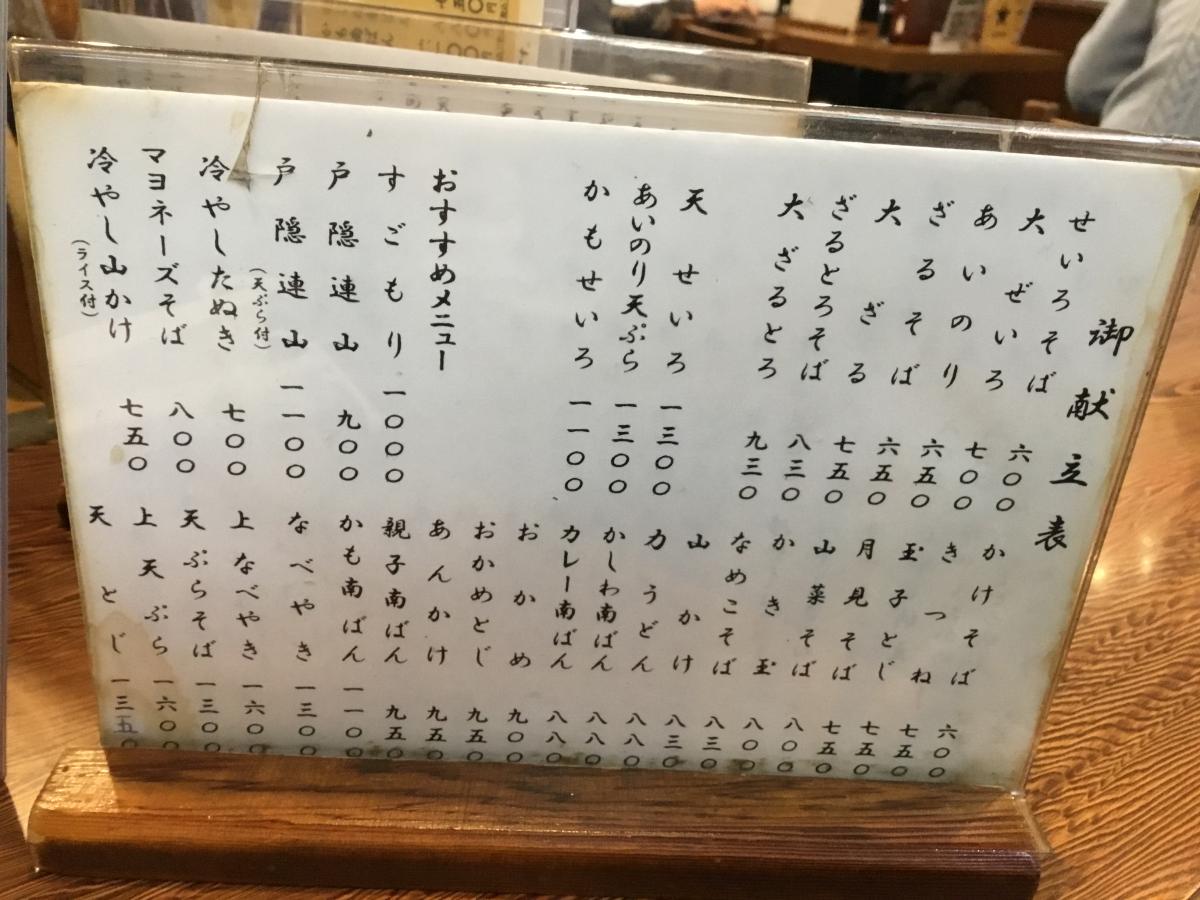 御献立表
せいろそば 六〇〇
大ぜいろ 七〇〇
あいのり 六五〇
ざるそば 六五〇
大ざる 七五〇
ざるとろそば 八三〇
大ざるとろ 九三〇
天せいろ 一三〇〇
あいのり天ぷら 一三〇〇
かもせいろ 一一〇〇
おすすめメニュー
すごもり 一〇〇〇
戸隠連山 九〇〇
戸隠連山 一一〇〇
(天ぷら付)
冷やしたぬき 七〇〇
マヨネーズそば 八〇〇
冷やし山かけ 七五〇
(ライス付)
かけそば 六〇〇
きつね 七五〇
玉子とじ 七五〇
月見そば 七五〇
山菜そば 八〇〇
かき玉 八〇〇
なめこそば 八三〇
山かけ 八三〇
力うどん 八八〇
かしわ南ばん 八八〇
カレー南ばん 八八〇
おかめ 九〇〇
おかめとじ 九五〇
あんかけ 九五〇
親子南ばん 九五〇
かも南ばん 一一〇〇
なべやき 一三〇〇
上なべやき 一六〇〇
天ぷらそば 一三〇〇
上天ぷら 一六〇〇
天とじ 一三五〇